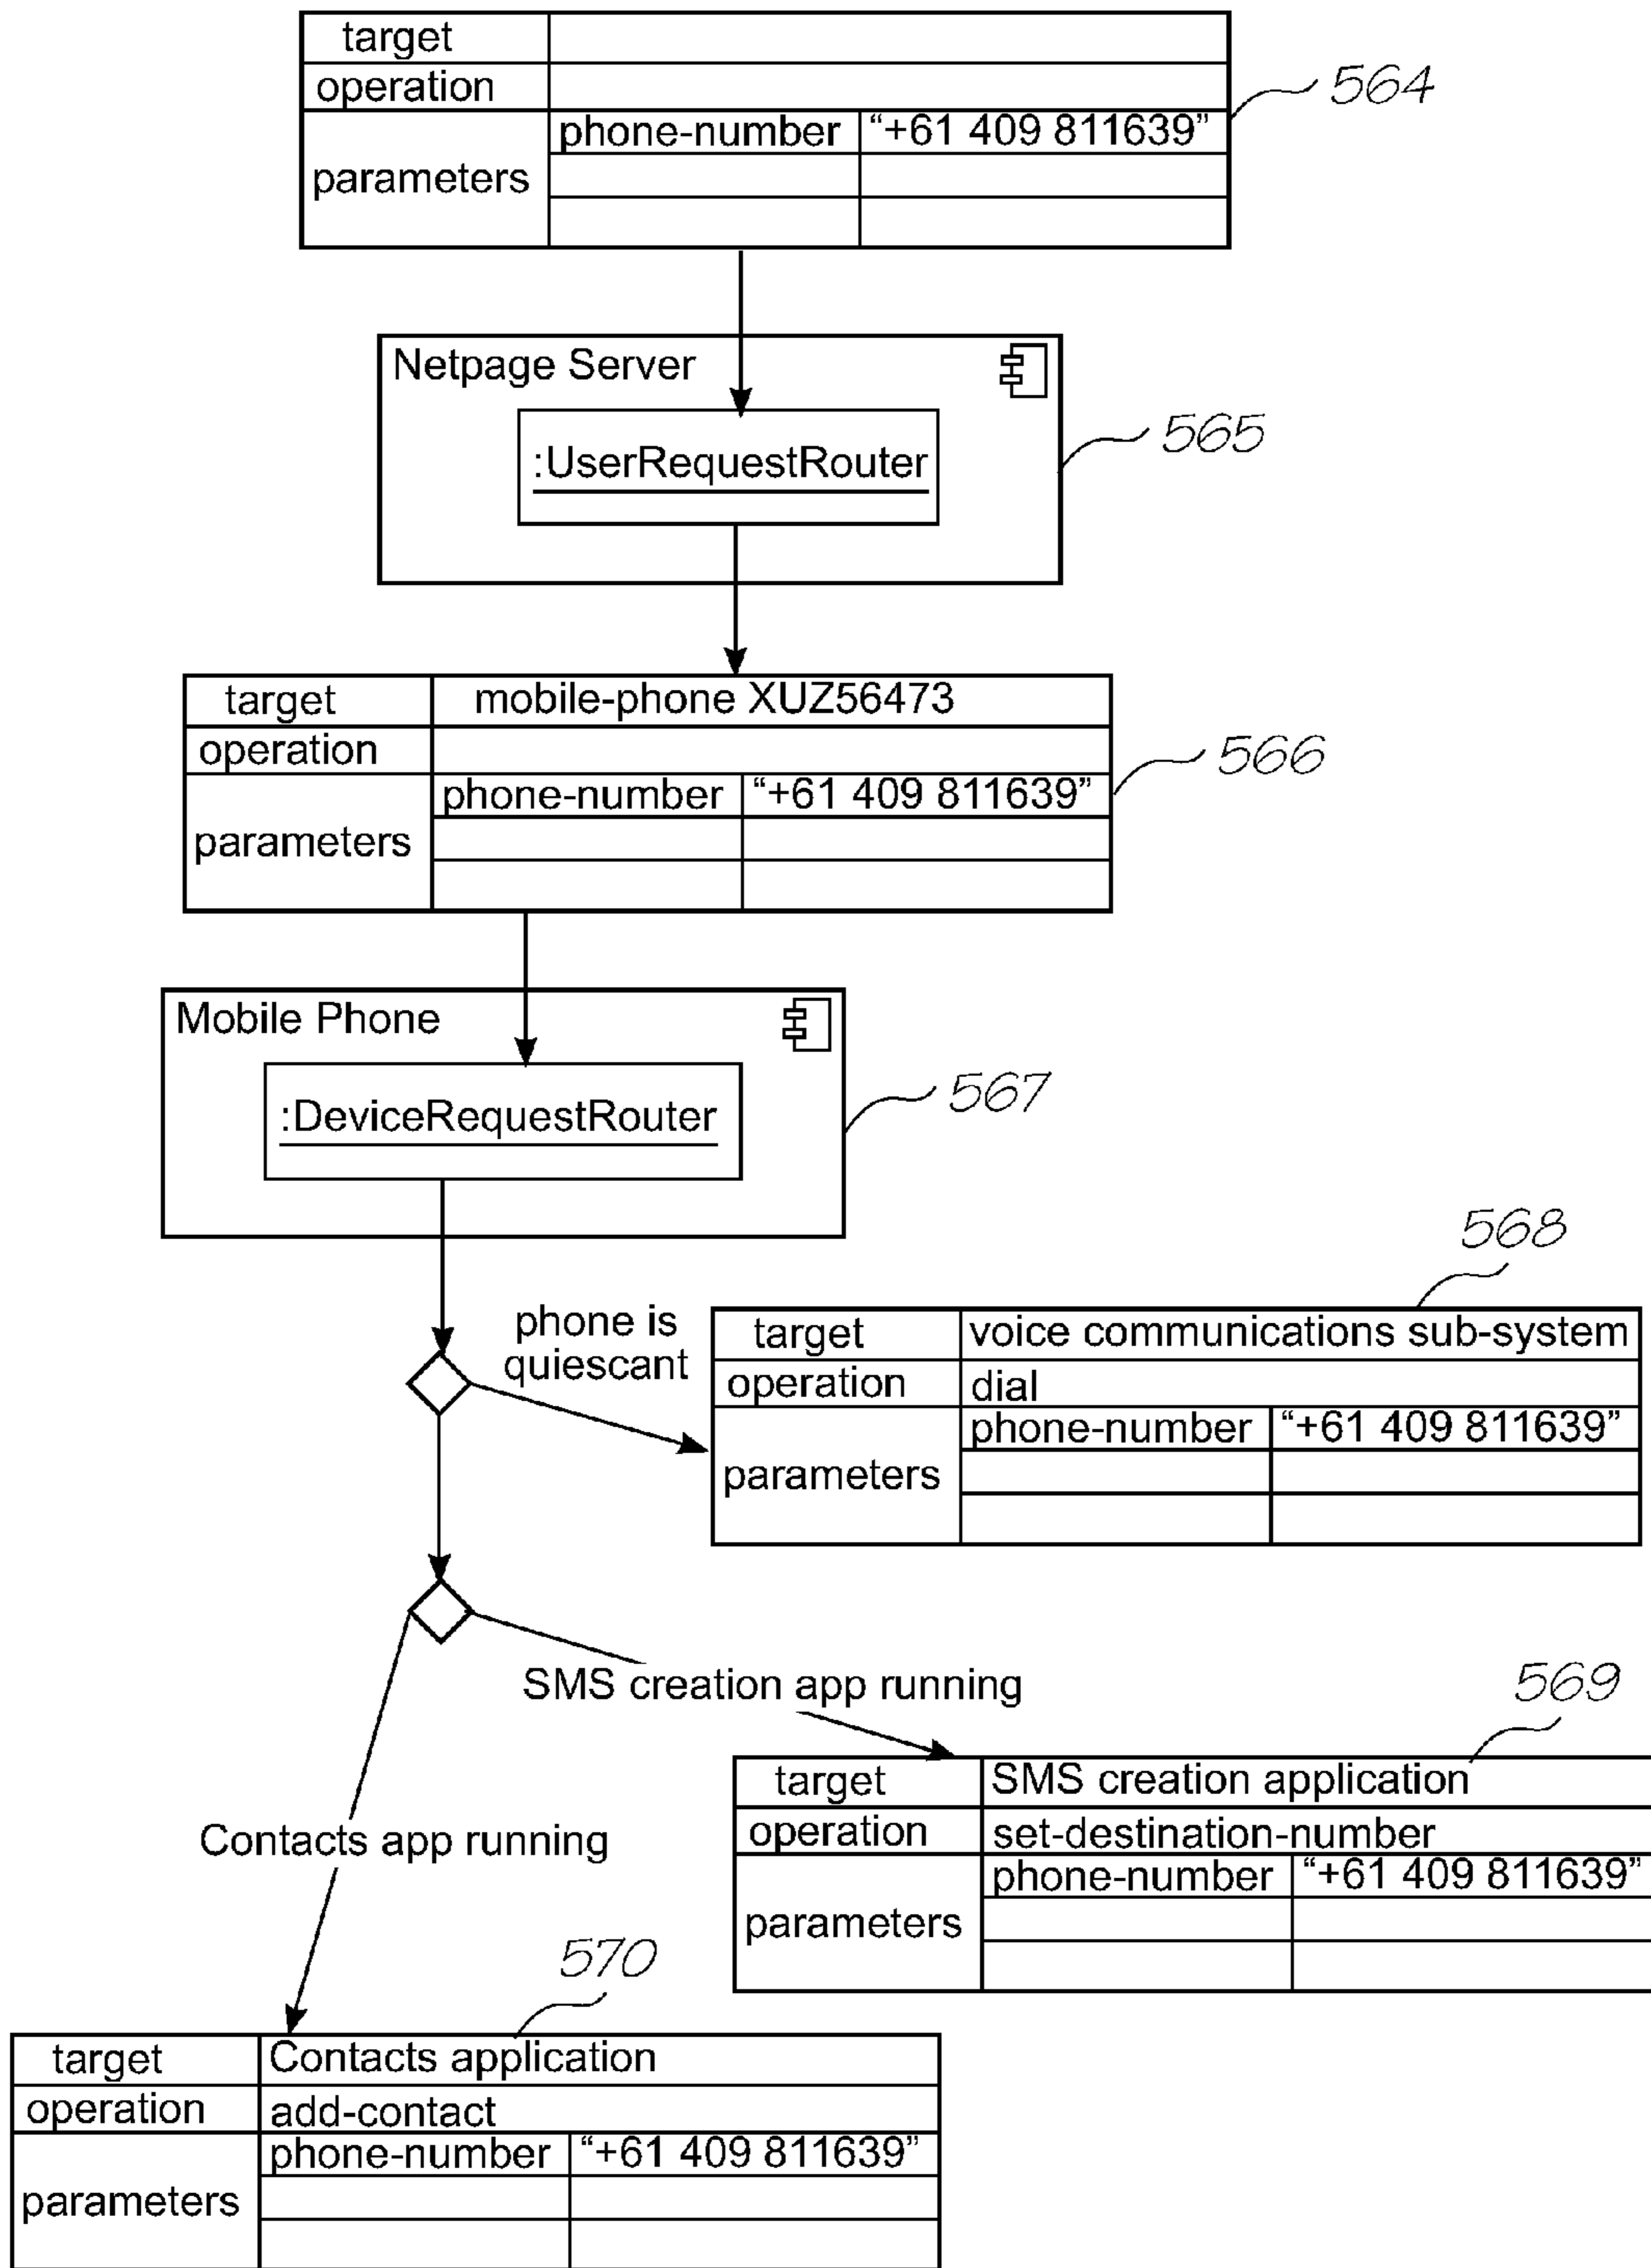 target
operation
parameters
phone-number "+61 409 811639"
564
Netpage Server
:UserRequestRouter
565
target mobile-phone XUZ56473
operation
parameters
phone-number "+61 409 811639"
566
Mobile Phone
:DeviceRequestRouter
567
phone is
quiescant
568
target voice communications sub-system
operation dial
parameters
phone-number "+61 409 811639"
SMS creation app running
569
target SMS creation application
operation set-destination-number
parameters
phone-number "+61 409 811639"
Contacts app running
570
target Contacts application
operation add-contact
parameters
phone-number "+61 409 811639"